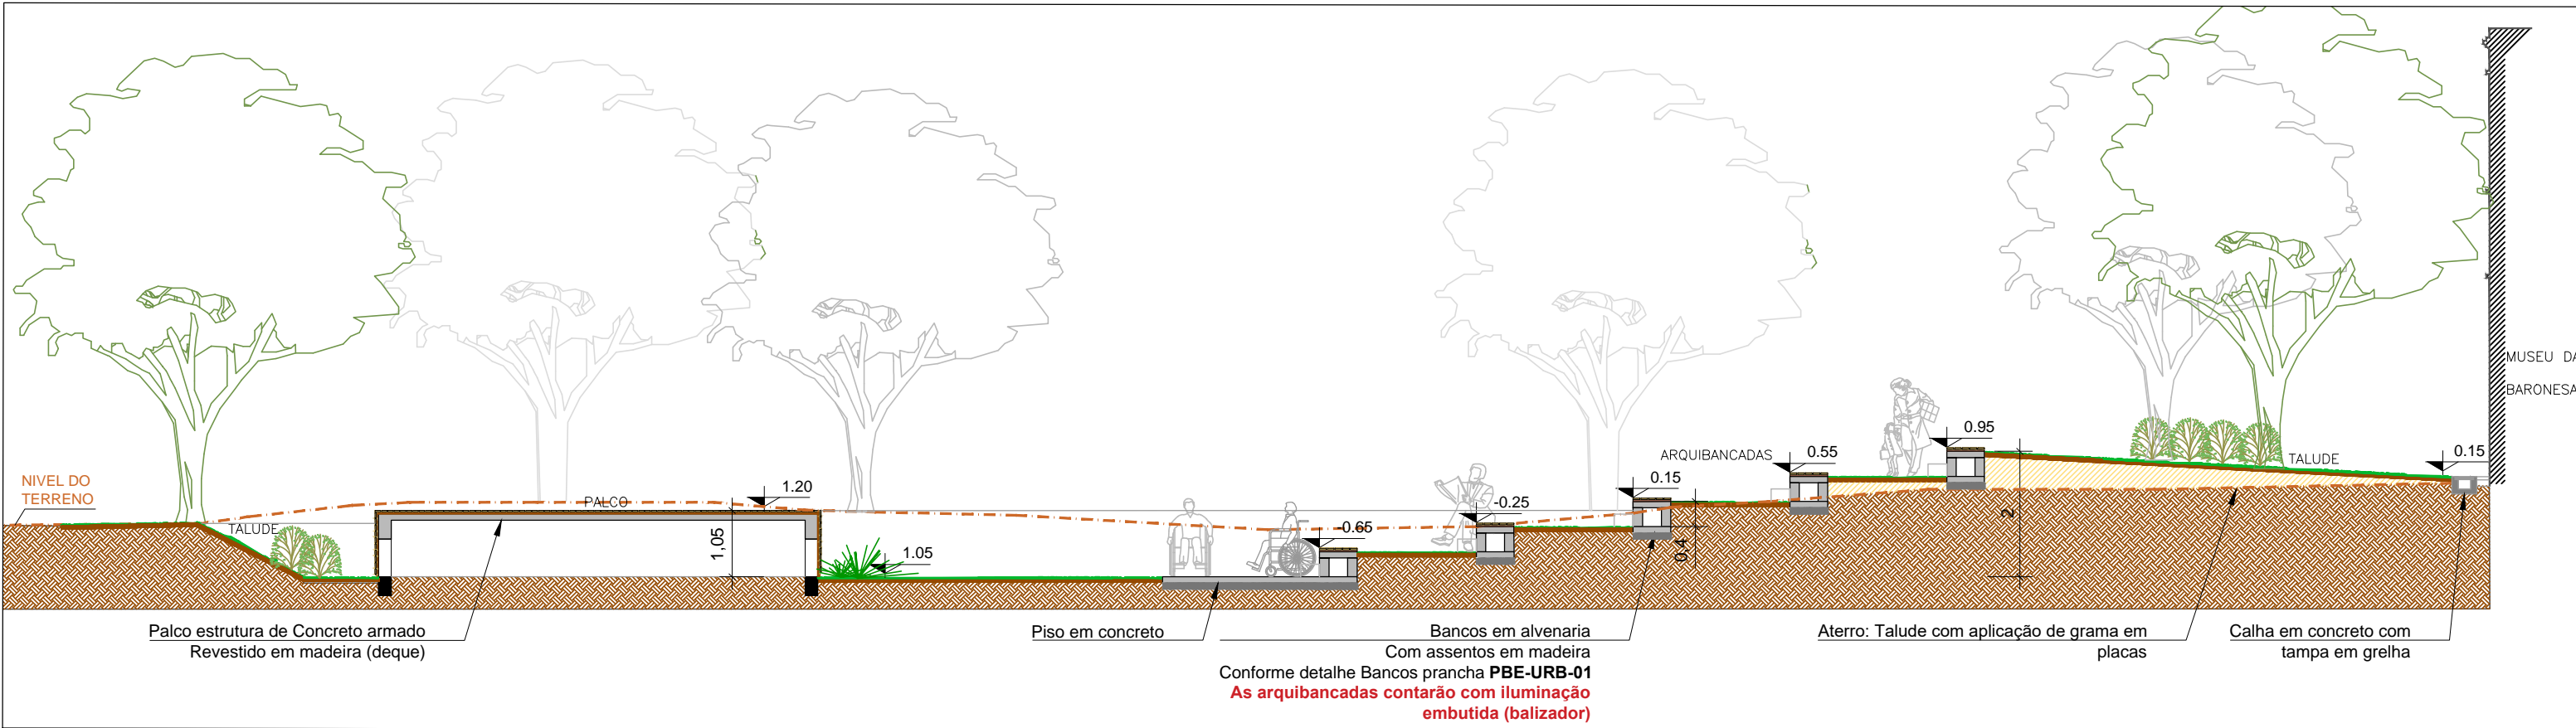 MUSEU DA
BARONESA
0.95
ARQUIBANCADAS
0.55
TALUDE
0.15
NIVEL DO
TERRENO
PALCO
1.20
0.15
-0.25
-0.65
TALUDE
1,05
1.05
0,4
2
Palco estrutura de Concreto armado
Revestido em madeira (deque)
Piso em concreto
Bancos em alvenaria
Com assentos em madeira
Conforme detalhe Bancos prancha PBE-URB-01
As arquibancadas contarão com iluminação
embutida (balizador)
Aterro: Talude com aplicação de grama em
placas
Calha em concreto com
tampa em grelha